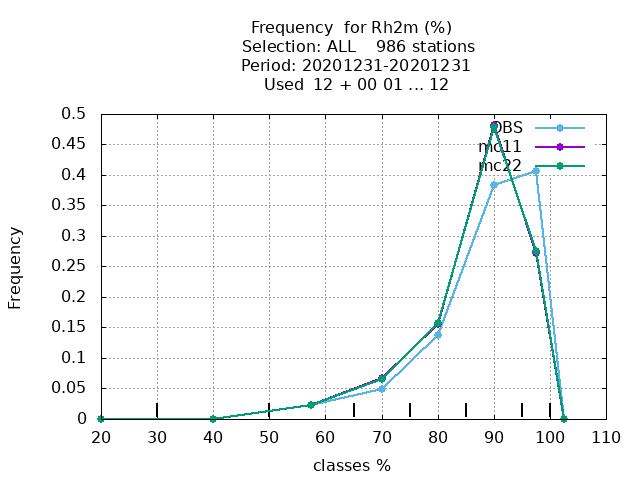 Frequency  for Rh2m (%)
Selection: ALL    986 stations
Period: 20201231-20201231
Used  12 + 00 01 ... 12
0.5
0.45
0.4
0.35
0.3
0.25
0.2
0.15
0.1
0.05
0
Frequency
OBS
mc11
mc22
20 30 40 50 60 70 80 90 100 110
classes %